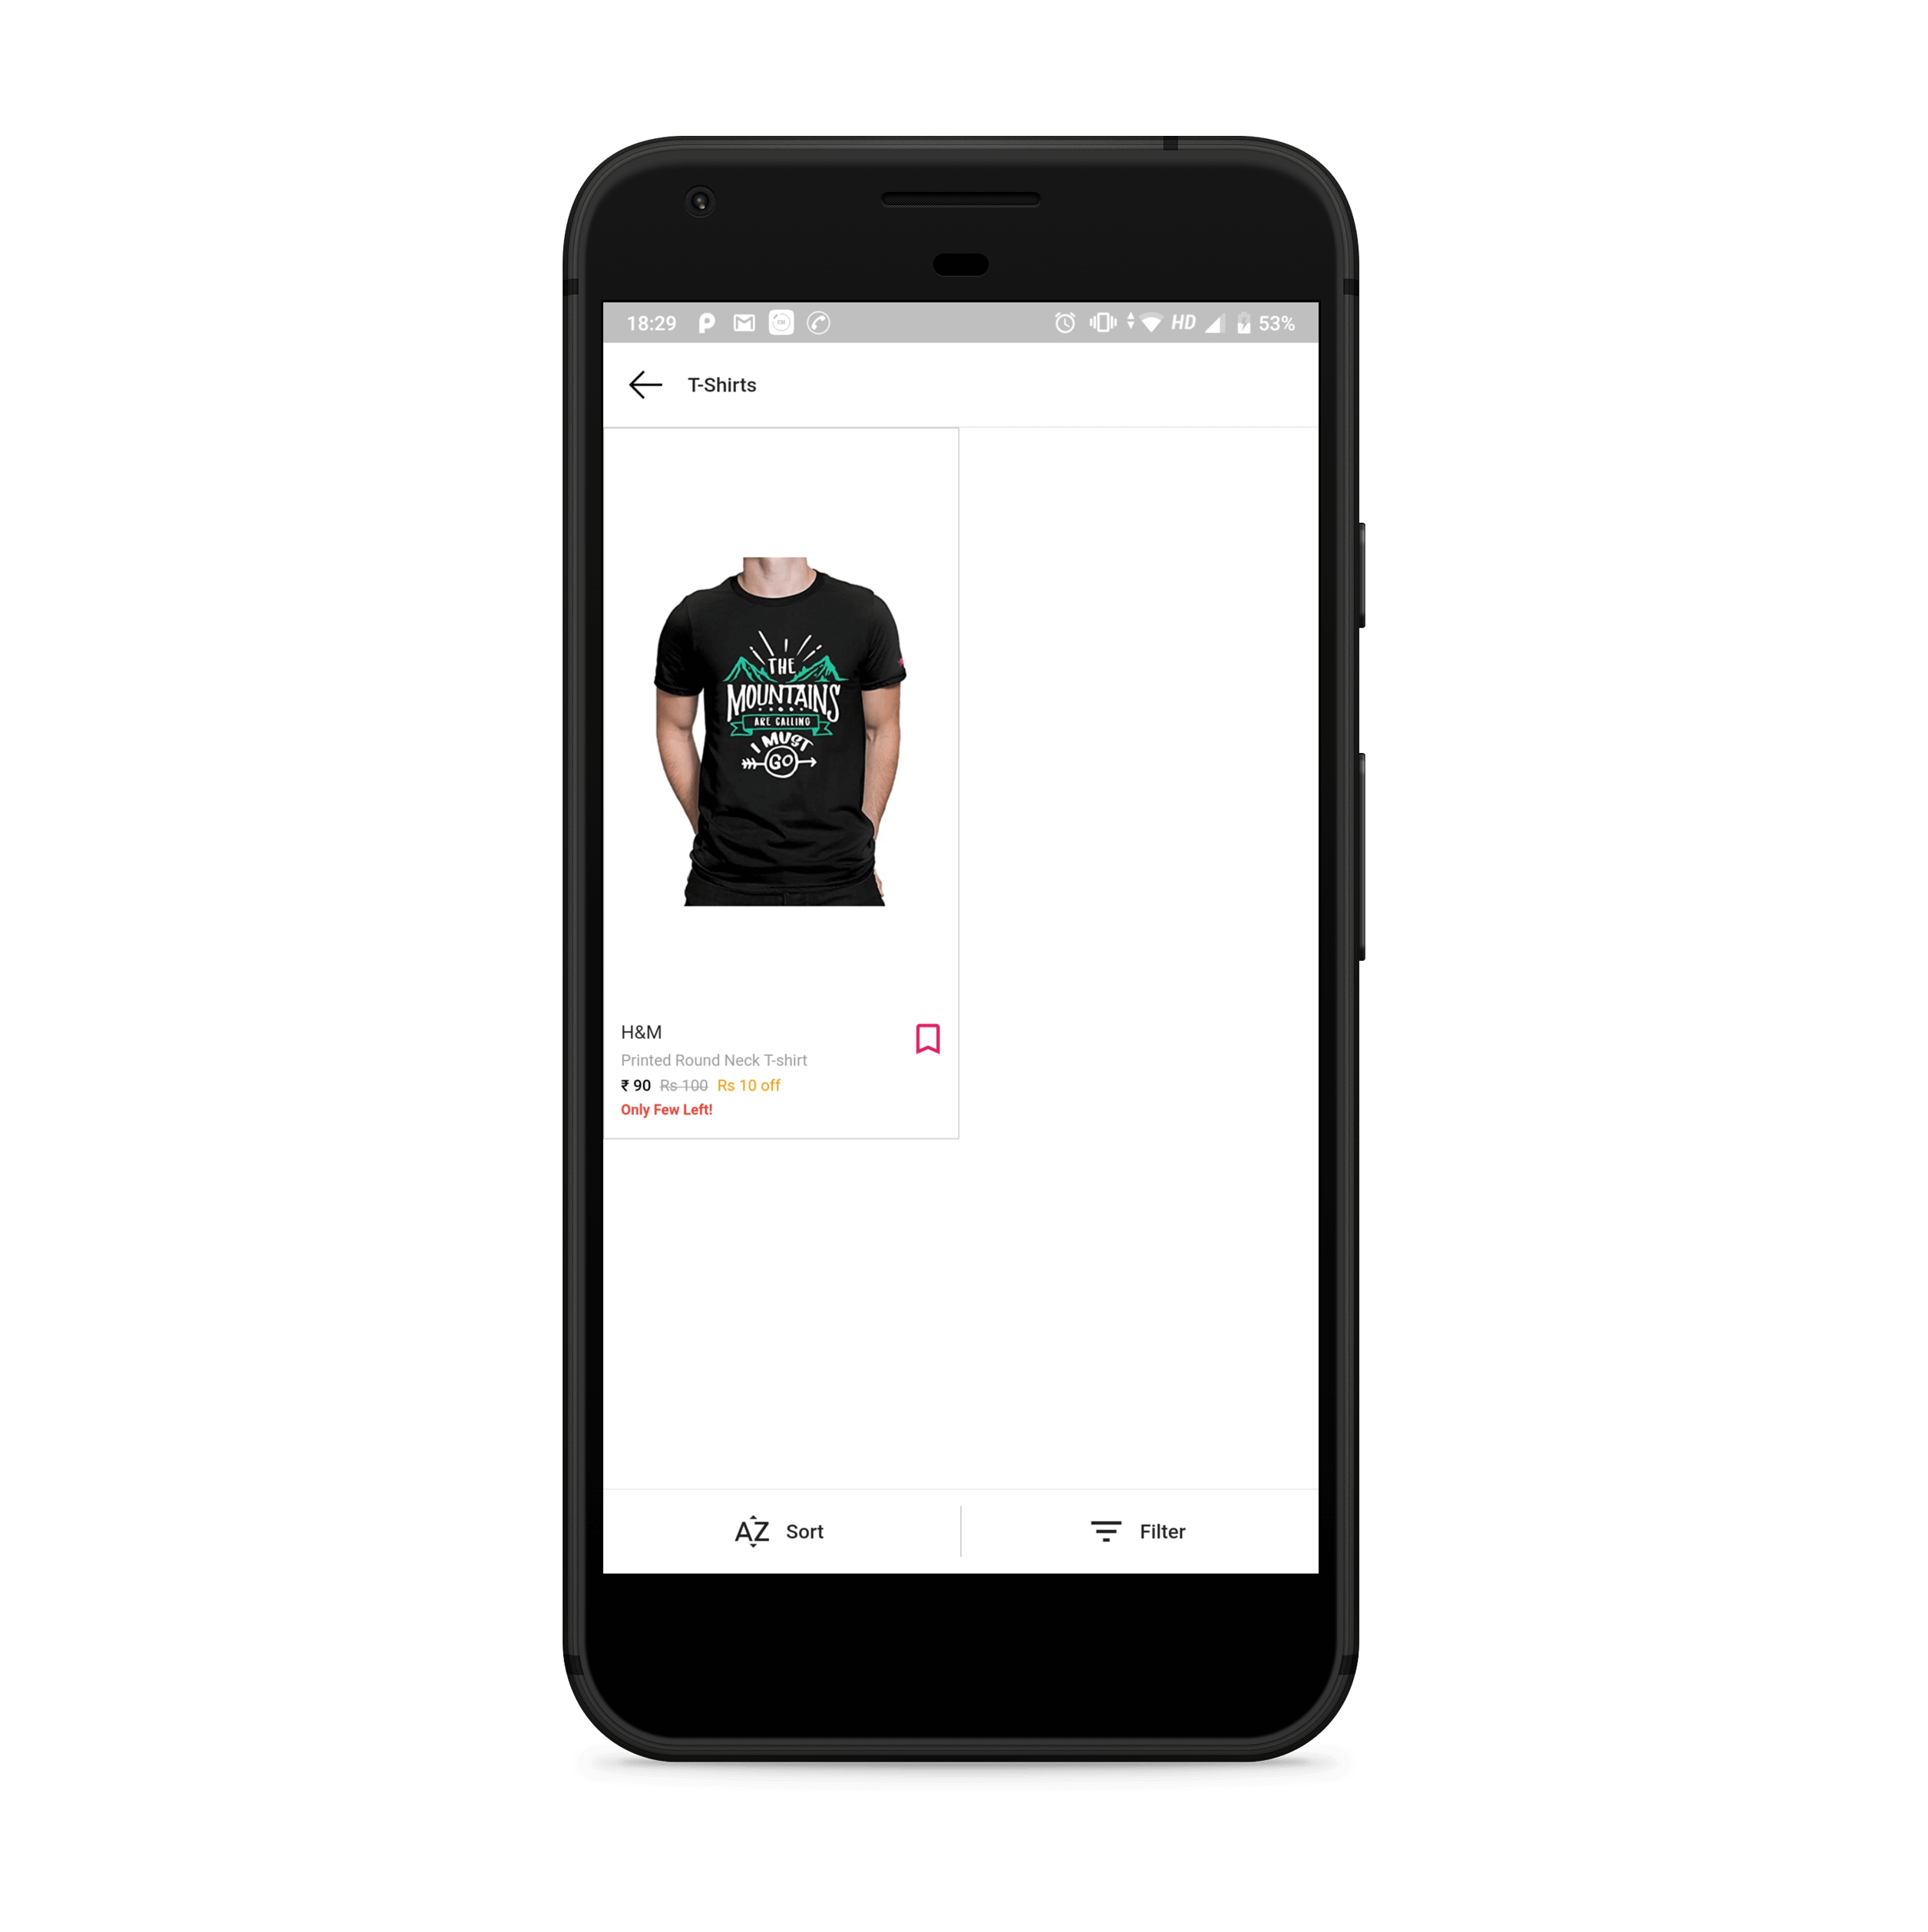 18:29 HD 53%
T-Shirts
THE
MOUNTAINS
ARE CALLING
I MUST
GO
H&M
Printed Round Neck T-shirt
₹ 90 Rs 100 Rs 10 off
Only Few Left!
AZ Sort
Filter